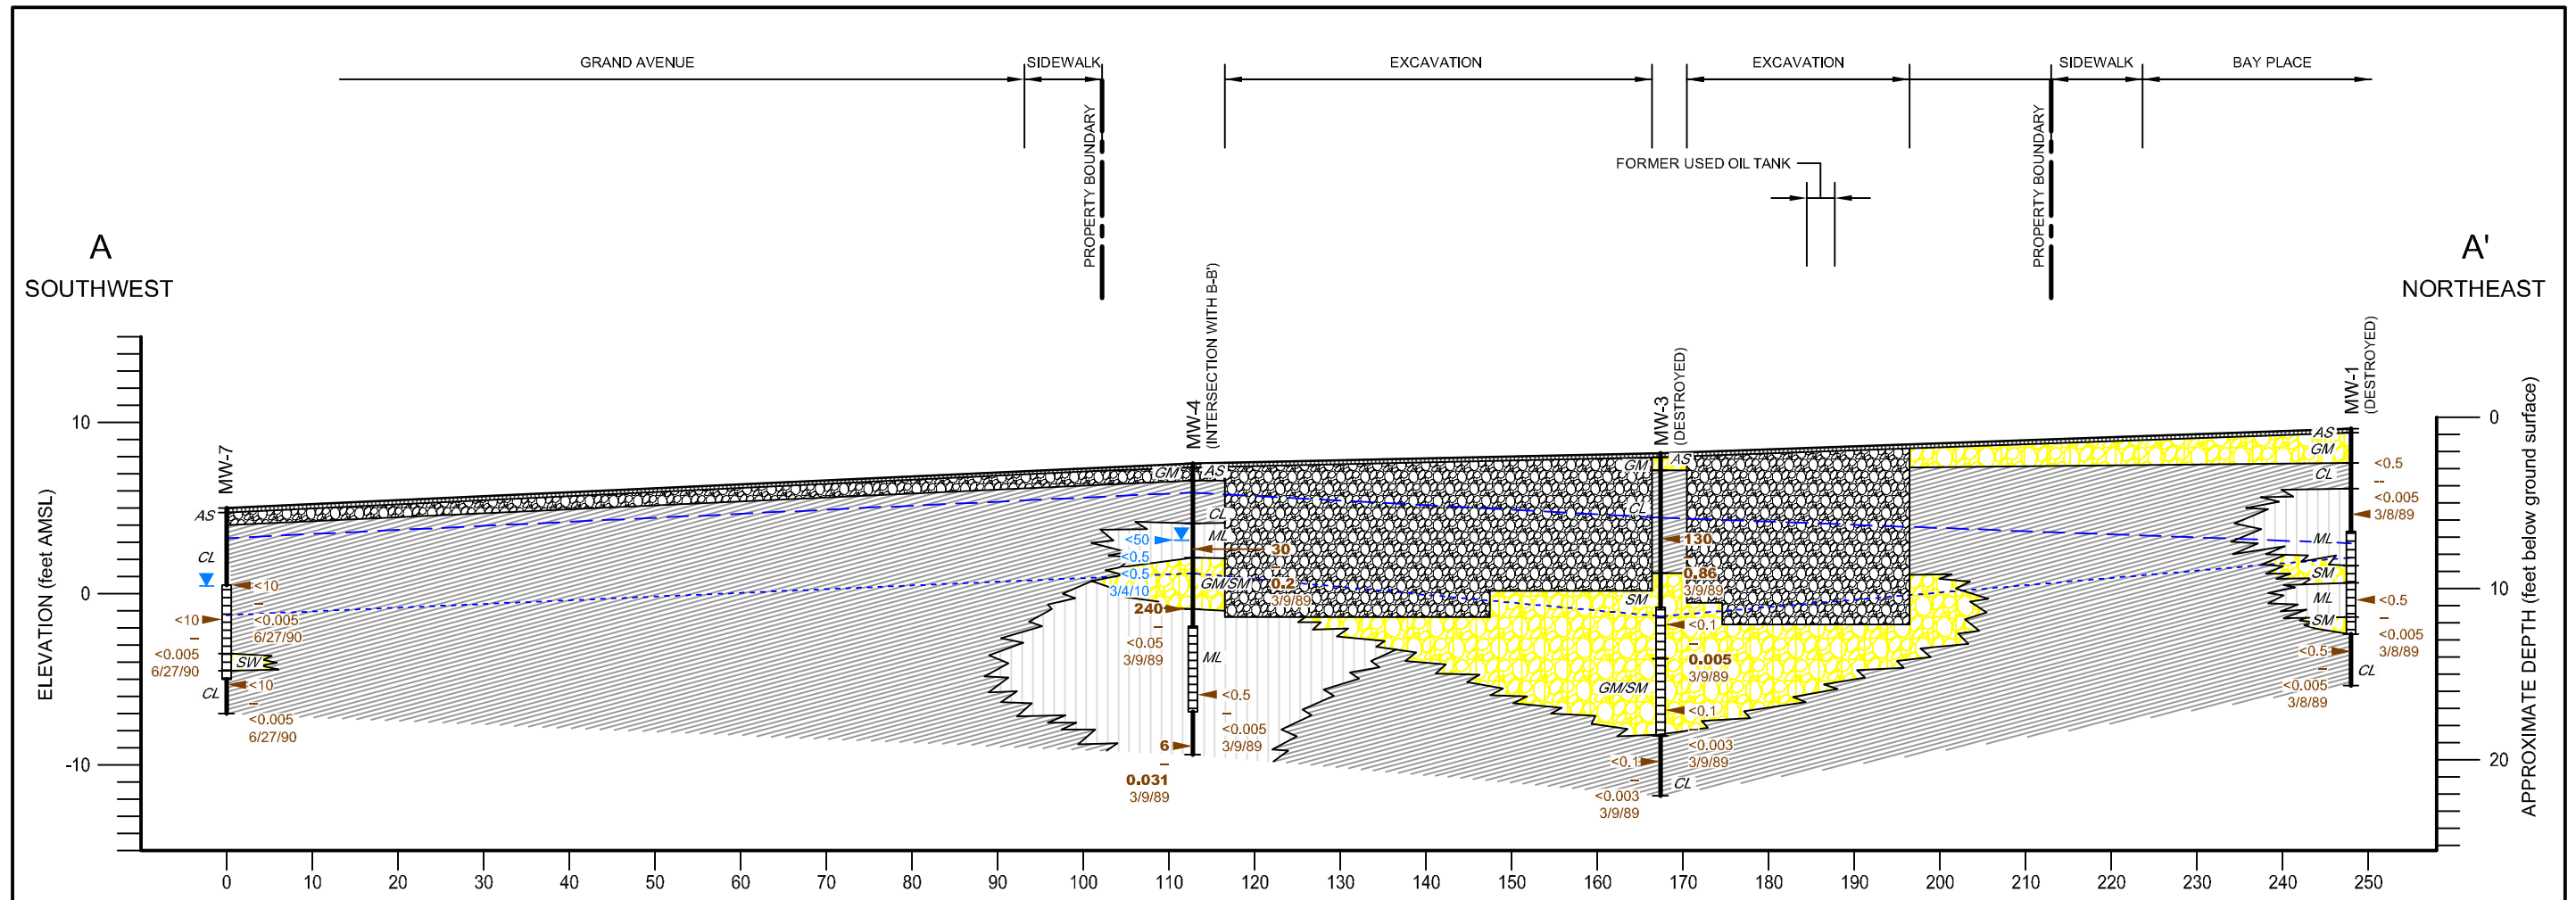 GRAND AVENUE
SIDEWALK
EXCAVATION
EXCAVATION
SIDEWALK
BAY PLACE
PROPERTY BOUNDARY
PROPERTY BOUNDARY
FORMER USED OIL TANK
A
SOUTHWEST
A'
NORTHEAST
MW-7
MW-4
(INTERSECTION WITH B-B')
MW-3
(DESTROYED)
MW-1
(DESTROYED)
ELEVATION (feet AMSL)
10
0
-10
APPROXIMATE DEPTH (feet below ground surface)
0
10
20
AS
CL
SW
CL
<10
–
<0.005
6/27/90
<10
–
<0.005
6/27/90
<10
–
<0.005
6/27/90
GM
AS
CL
ML
GM/SM
ML
<50
<0.5
<0.5
3/4/10
30
–
0.2
3/9/89
240
–
<0.05
3/9/89
<0.5
–
<0.005
3/9/89
6
–
0.031
3/9/89
GM
AS
CL
SM
GM/SM
CL
130
–
0.86
3/9/89
<0.1
–
0.005
3/9/89
<0.1
–
<0.003
3/9/89
<0.1
–
<0.003
3/9/89
AS
GM
CL
ML
SM
ML
SM
CL
<0.5
--
<0.005
3/8/89
<0.5
–
<0.005
3/8/89
<0.5
–
<0.005
3/8/89
0 10 20 30 40 50 60 70 80 90 100 110 120 130 140 150 160 170 180 190 200 210 220 230 240 250